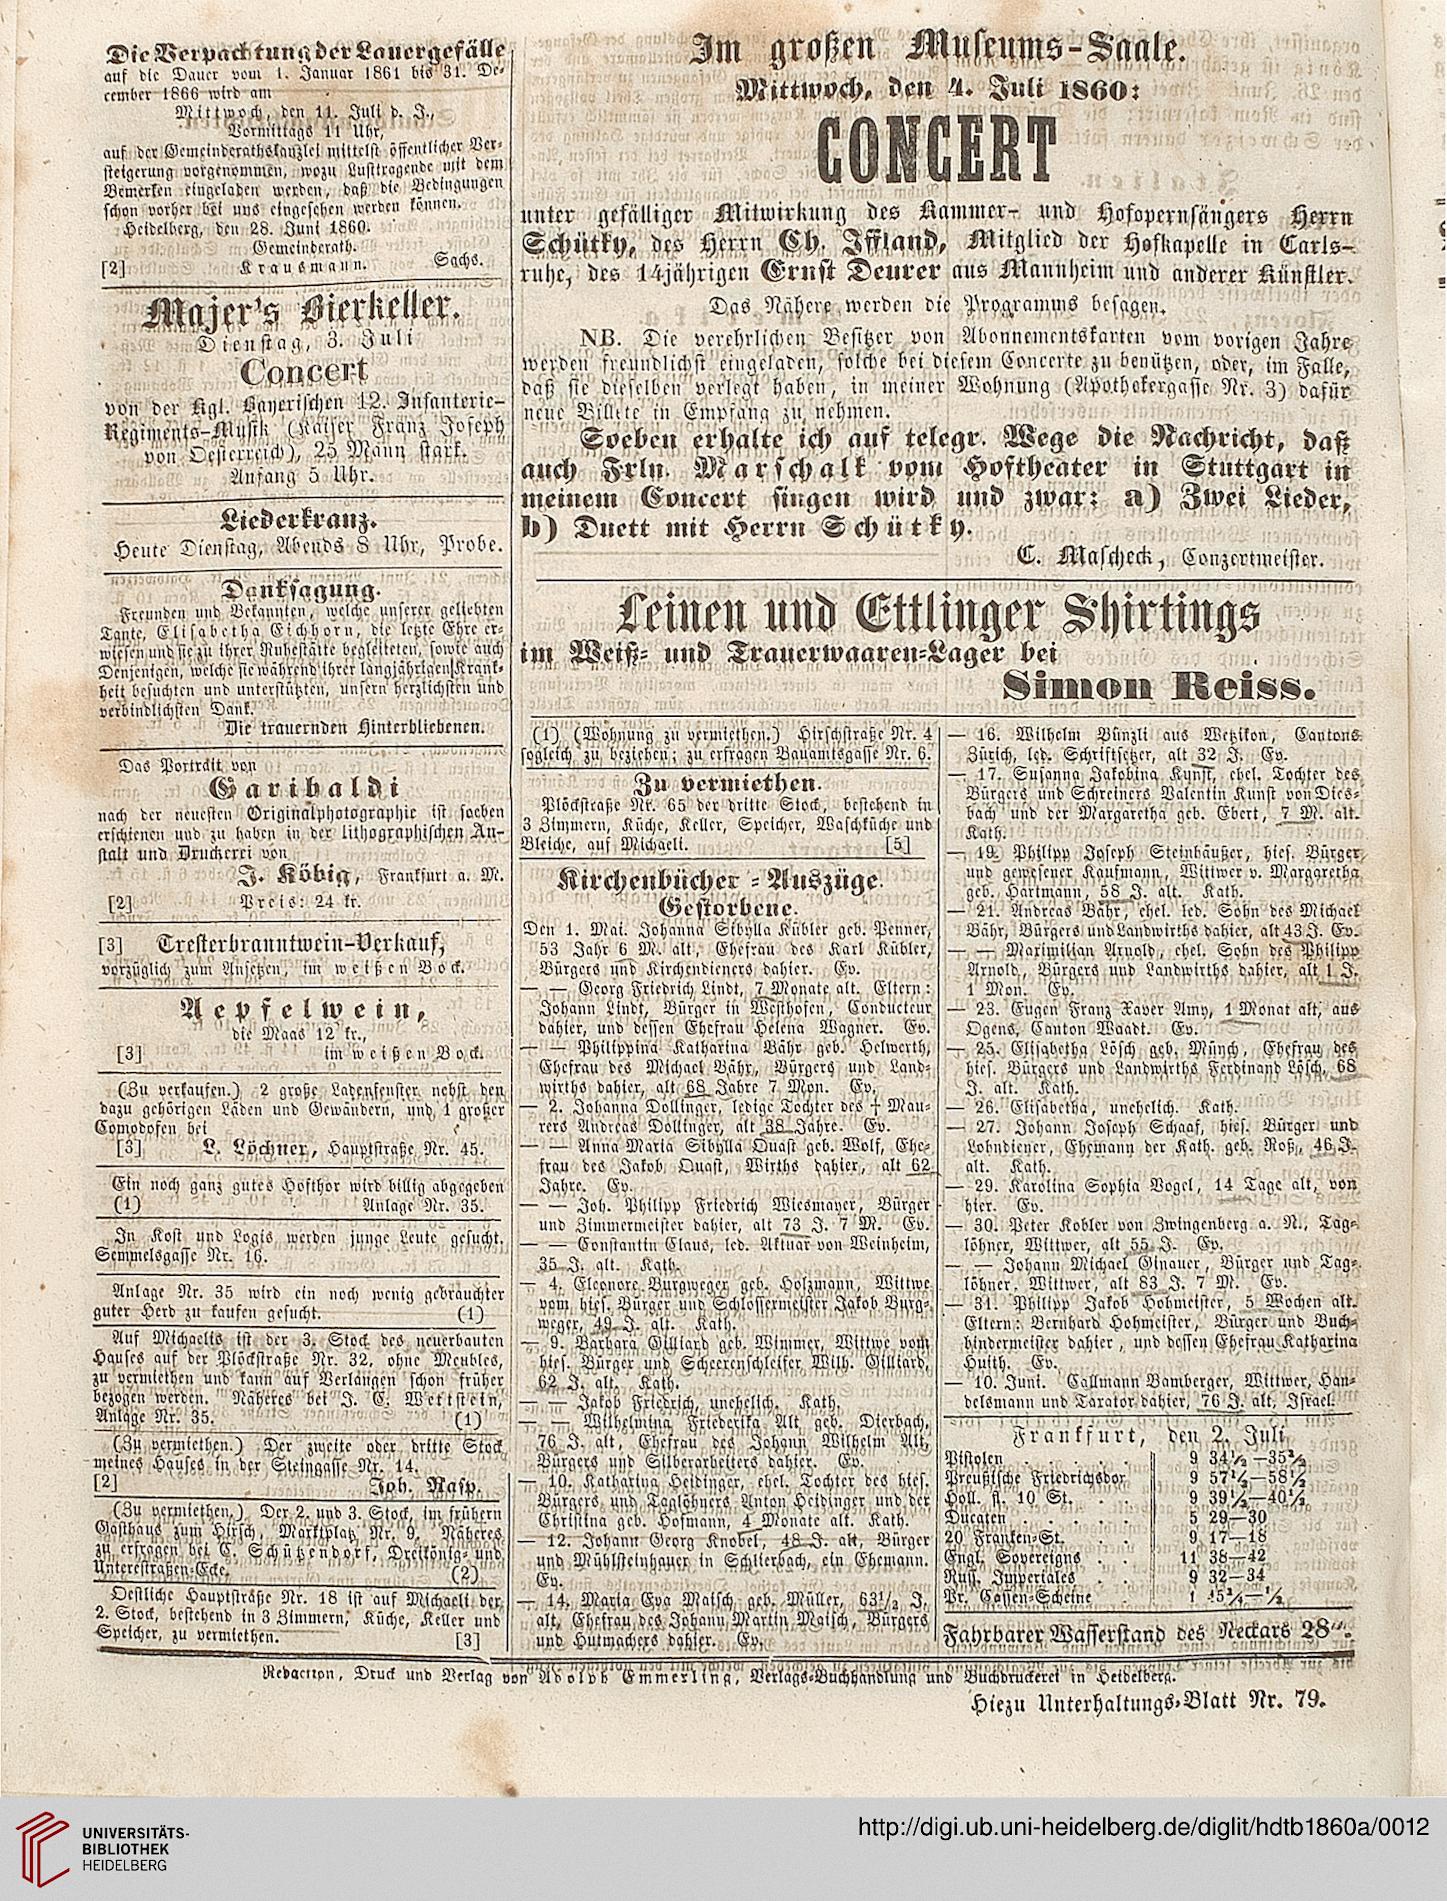 Die Verpachtung der Lauergefälle
auf die Dauer vom 1. Januar 1861 bis 31. De-
cember 1866 wird am
Mittwoch, den 11. Juli d. J.,
Vormittags 11 Uhr,
auf der Gemeinderathskanzlei mittelst öffentlicher Ver-
steigerung vorgenommen, wozu Lusttragende mit dem
Bemerken eingeladen werden, daß die Bedingungen
schon vorher bei uns eingesehen werden können.
Heidelberg, den 28. Juni 1860.
Gemeinderath.
[2] Krausmann. Sachs.
Majer's Bierkeller.
Dienstag, 3. Juli
Concert
von der Kgl. Bayerischen 12. Infanterie-
Regiments-Musik (Kaiser Franz Joseph
von Oesterreich), 25 Mann stark.
Anfang 5 Uhr.
Liederkranz.
Heute Dienstag, Abends 8 Uhr, Probe.
Danksagung.
Freunden und Bekannten, welche unserer geliebten
Tante, Elisabetha Eichhorn, die letzte Ehre er-
wiesen und sie zu ihrer Ruhestätte begleiteten, sowie auch
Denjenigen, welche sie während ihrer langjährigen Krank-
heit besuchten und unterstützten, unsern herzlichsten und
verbindlichsten Dank.
Die trauernden Hinterbliebenen.
Das Portrait von
Garibaldi
nach der neuesten Originalphotographie ist soeben
erschienen und zu haben in der lithographischen An-
stalt und Druckerei von
J. Köbig, Frankfurt a. M.
[2] Preis: 24 kr.
[3] Tresterbranntwein-Verkauf,
vorzüglich zum Ansetzen, im weißen Bock.
Aepfelwein,
die Maas 12 kr.,
[3] im weißen Bock.
(Zu verkaufen.) 2 große Ladenfenster nebst den
dazu gehörigen Läden und Gewändern, und 1 großer
Comodofen bei
[3] L. Löchner, Hauptstraße Nr. 45.
Ein noch ganz gutes Hofthor wird billig abgegeben
(1) Anlage Nr. 35.
In Kost und Logis werden junge Leute gesucht.
Semmelsgasse Nr. 16.
Anlage Nr. 35 wird ein noch wenig gebrauchter
guter Herd zu kaufen gesucht. (1)
Auf Michaelis ist der 3. Stock des neuerbauten
Hauses auf der Plöckstraße Nr. 32, ohne Meubles,
zu vermiethen und kann auf Verlangen schon früher
bezogen werden. Näheres bei J. C. Wettstein,
Anlage Nr. 35. (1)
(Zu vermiethen.) Der zweite oder dritte Stock
meines Hauses in der Steingasse Nr. 14.
[2] Joh. Rasp.
(Zu vermiethen.) Der 2. und 3. Stock, im frühern
Gasthaus zum Hirsch, Marktplatz Nr. 9. Näheres
zu erfragen bei C. Schützendorf, Dreikönig- und
Unterestraßen-Ecke. (2)
Oestliche Hauptstraße Nr. 18 ist auf Michaeli der
2. Stock, bestehend in 3 Zimmern, Küche, Keller und
Speicher, zu vermiethen. [3]
Im großen Museums-Saale.
Mittwoch, den 4. Juli 1860:
CONCERT
unter gefälliger Mitwirkung des Kammer- und Hofopernsängers Herrn
Schütky, des Herrn Ch. Iffland, Mitglied der Hofkapelle in Carls-
ruhe, des 14jährigen Ernst Deurer aus Mannheim und anderer Künstler.
Das Nähere werden die Programms besagen.
NB. Die verehrlichen Besitzer von Abonnementskarten vom vorigen Jahre
werden freundlichst eingeladen, solche bei diesem Concerte zu benützen, oder, im Falle,
daß sie dieselben verlegt haben, in meiner Wohnung (Apothekergasse Nr. 3) dafür
neue Billete in Empfang zu nehmen.
Soeben erhalte ich auf telegr. Wege die Nachricht, daß
auch Frln. Marschalk vom Hoftheater in Stuttgart in
meinem Concert singen wird und zwar: a) Zwei Lieder,
b) Duett mit Herrn Schütky.
C. Mascheck, Conzertmeister.
Leinen und Ettlinger Shirtings
im Weiß- und Trauerwaaren-Lager bei
Simon Reiss.
(1) (Wohnung zu vermiethen.) Hirschstraße Nr. 4
sogleich zu beziehen; zu erfragen Bauamtsgasse Nr. 6.
Zu vermiethen.
Plöckstraße Nr. 65 der dritte Stock, bestehend in
3 Zimmern, Küche, Keller, Speicher, Waschküche und
Bleiche, auf Michaeli. [5]
Kirchenbücher-Auszüge.
Gestorbene.
Den 1. Mai. Johanna Sibylla Kübler geb. Penner,
53 Jahr 6 M. alt, Ehefrau des Karl Kübler,
Bürgers und Kirchendieners dahier. Ev.
— — Georg Friedrich Lindt, 7 Monate alt. Eltern:
Johann Lindt, Bürger in Westhofen, Conducteur
dahier, und dessen Ehefrau Helena Wagner. Ev.
— — Philippina Katharina Bähr geb. Helwerth,
Ehefrau des Michael Bähr, Bürgers und Land-
wirths dahier, alt 68 Jahre 7 Mon. Ev.
— 2. Johanna Dollinger, ledige Tochter des † Mau-
rers Andreas Dollinger, alt 38 Jahre. Ev.
— — Anna Maria Sibylla Quast geb. Wolf, Ehe-
frau des Jakob Quast, Wirths dahier, alt 62
Jahre. Ev.
— — Joh. Philipp Friedrich Wiesmayer, Bürger
und Zimmermeister dahier, alt 73 J. 7 M. Ev.
— — Constantin Claus, led. Aktuar von Weinheim,
35 J. alt. Kath.
— 4. Eleonore Burgweger geb. Holzmann, Wittwe
vom hies. Bürger und Schlossermeister Jakob Burg-
weger, 49 J. alt. Kath.
— 9. Barbara Gilliard geb. Wimmer, Wittwe vom
hies. Bürger und Scheerenschleifer Wilh. Gilliard,
62 J. alt. Kath.
— — Jakob Friedrich, unehelich. Kath.
— — Wilhelmina Friederika Alt geb. Dierbach,
76 J. alt, Ehefrau des Johann Wilhelm Alt,
Bürgers und Silberarbeiters dahier. Ev.
— 10. Katharina Heidinger, ehel. Tochter des hies.
Bürgers und Taglöhners Anton Heidinger und der
Christina geb. Hofmann, 4 Monate alt. Kath.
— 12. Johann Georg Knobel, 48 J. alt, Bürger
und Mühlsteinhauer in Schlierbach, ein Ehemann.
Ev.
— 14. Maria Eva Maisch geb. Müller, 63½ J.
alt, Ehefrau des Johann Martin Maisch, Bürgers
und Hutmachers dahier. Ev.
— 16. Wilhelm Bünzli aus Wetzikon, Cantons
Zürich, led. Schriftsetzer, alt 32 J. Ev.
— 17. Susanna Jakobina Kunst, ehel. Tochter des
Bürgers und Schreiners Valentin Kunst von Dies-
bach und der Margaretha geb. Ebert, 7 M. alt.
Kath.
— 19. Philipp Joseph Steinhäußer, hies. Bürger
und gewesener Kaufmann, Wittwer v. Margaretha
geb. Hartmann, 58 J. alt. Kath.
— 21. Andreas Bähr, ehel. led. Sohn des Michael
Bähr, Bürgers und Landwirths dahier, alt 43 J. Ev.
— — Maximilian Arnold, ehel. Sohn des Philipp
Arnold, Bürgers und Landwirths dahier, alt 1 J.
1 Mon. Ev.
— 23. Eugen Franz Xaver Amy, 1 Monat alt, aus
Ogens, Canton Waadt. Ev.
— 25. Elisabetha Lösch geb. Münch, Ehefrau des
hies. Bürgers und Landwirths Ferdinand Lösch, 68
J. alt. Kath.
— 26. Elisabetha, unehelich. Kath.
— 27. Johann Joseph Schaaf, hies. Bürger und
Lohndiener, Ehemann der Kath. geb. Roß, 46 J.
alt. Kath.
— 29. Karolina Sophia Vogel, 14 Tage alt, von
hier. Ev.
— 30. Peter Kobler von Zwingenberg a. N., Tag-
löhner, Wittwer, alt 55 J. Ev.
— — Johann Michael Ginauer, Bürger und Tag-
löhner, Wittwer, alt 83 J. 7 M. Ev.
— 31. Philipp Jakob Hohmeister, 5 Wochen alt.
Eltern: Bernhard Hohmeister, Bürger und Buch-
bindermeister dahier, und dessen Ehefrau Katharina
Huith. Ev.
— 10. Juni. Callmann Bamberger, Wittwer, Han-
delsmann und Taxator dahier, 76 J. alt, Israel.
Frankfurt, den 2. Juli
Pistolen . . . . . 9 34½—35½
Preußische Friedrichsdor 9 57½—58½
Holl. fl. 10 St. . . 9 39½—40½
Ducaten . . . . . 5 29—30
20 Franken-St. . . 9 17—18
Engl. Sovereigns . . 11 38—42
Russ. Imperiales . . 9 32—34
Pr. Cassen-Scheine . 1
Fahrbarer Wasserstand des Neckars 28".
Redaction, Druck und Verlag von Adolph Emmerling, Verlags-Buchhandlung und Buchdruckerei in Heidelberg.
Hiezu Unterhaltungs-Blatt Nr. 79.
UNIVERSITÄTS-
BIBLIOTHEK
HEIDELBERG
http://digi.ub.uni-heidelberg.de/diglit/hdtb1860a/0012